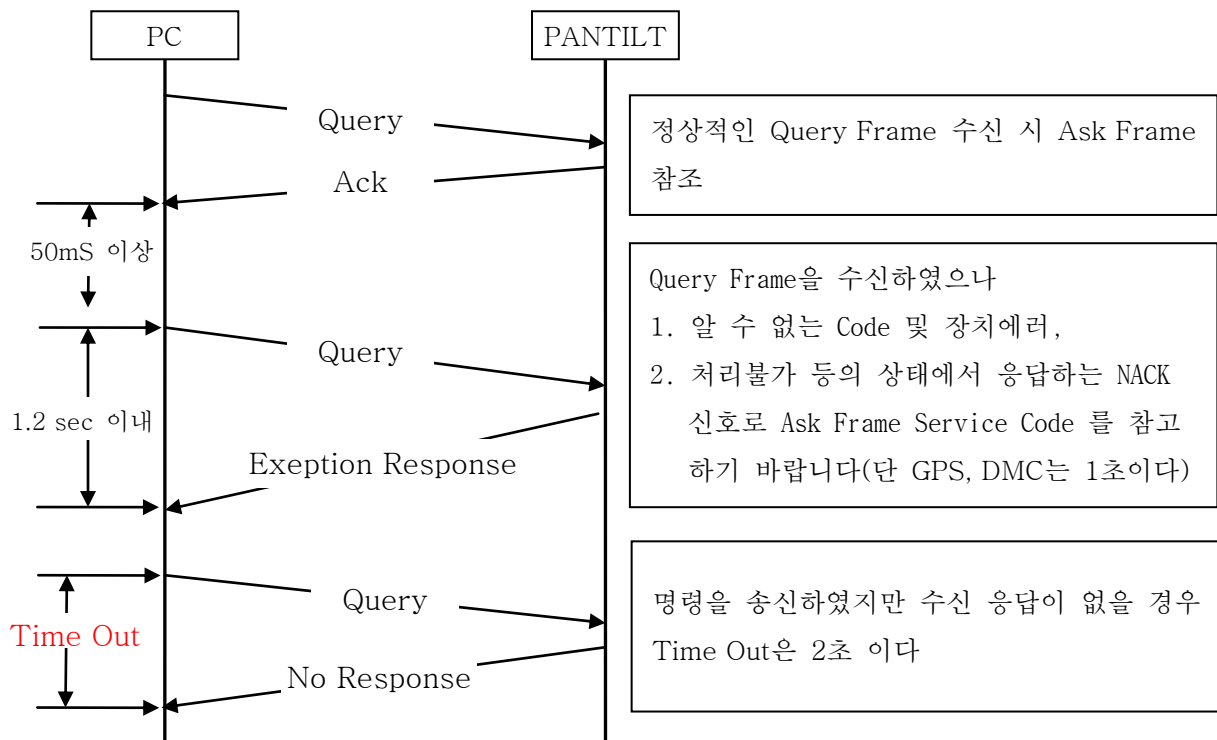 PC
PANTILT
Query
정상적인 Query Frame 수신 시 Ask Frame
참조
Ack
50mS 이상
Query Frame을 수신하였으나
1. 알 수 없는 Code 및 장치에러,
2. 처리불가 등의 상태에서 응답하는 NACK
신호로 Ask Frame Service Code 를 참고
하기 바랍니다(단 GPS, DMC는 1초이다)
Query
1.2 sec 이내
Exeption Response
Query
명령을 송신하였지만 수신 응답이 없을 경우
Time Out은 2초 이다
Time Out
No Response